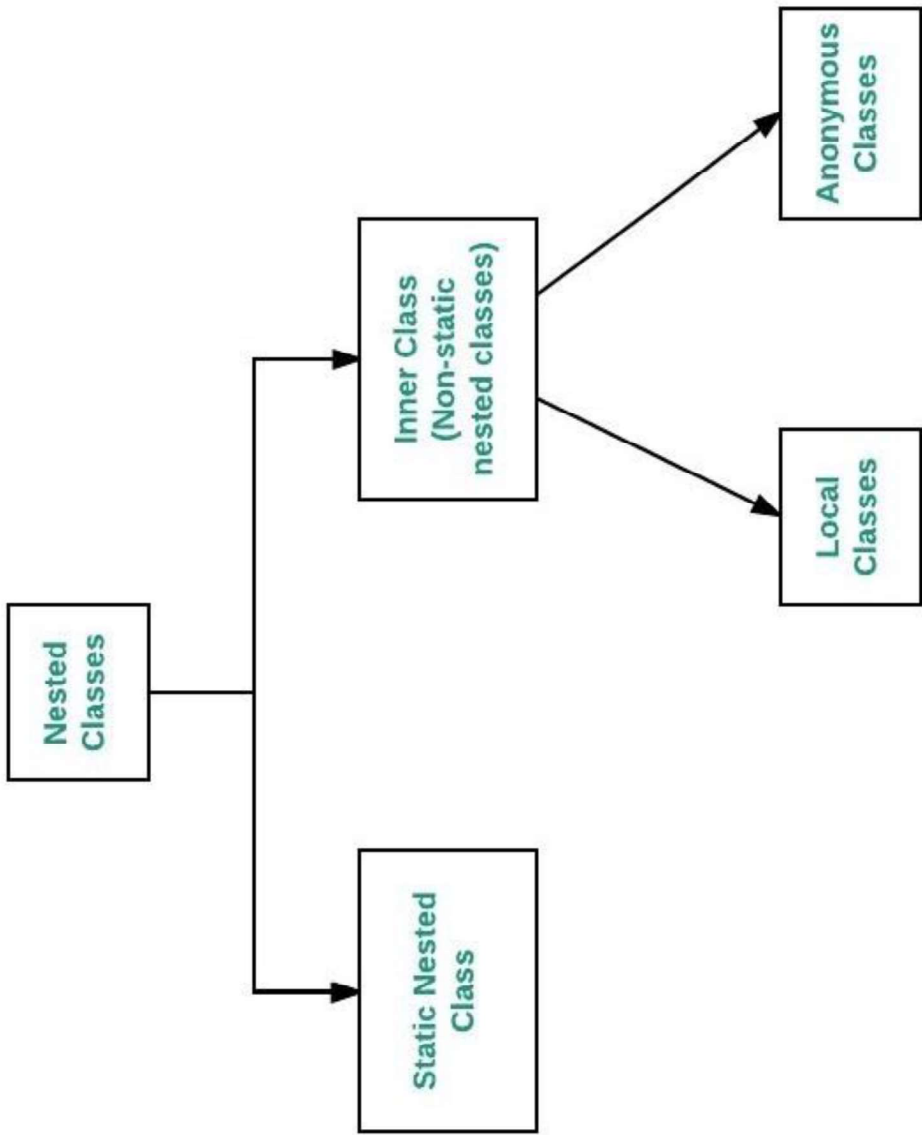 Nested
Classes
Static Nested
Class
Inner Class
(Non-static
nested classes)
Local
Classes
Anonymous
Classes